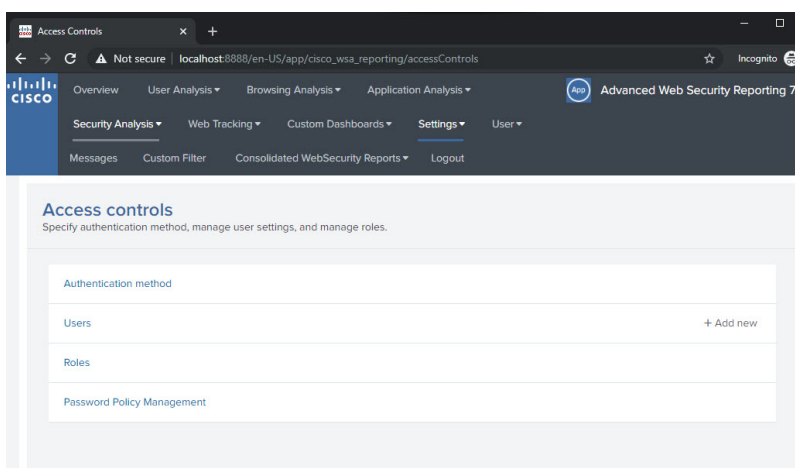 Access Controls
Not secure | localhost:8888/en-US/app/cisco_wsa_reporting/accessControls
Incognito
CISCO
Overview User Analysis Browsing Analysis Application Analysis
App Advanced Web Security Reporting 7
Security Analysis Web Tracking Custom Dashboards Settings User
Messages Custom Filter Consolidated WebSecurity Reports Logout
Access controls
Specify authentication method, manage user settings, and manage roles.
Authentication method
Users + Add new
Roles
Password Policy Management